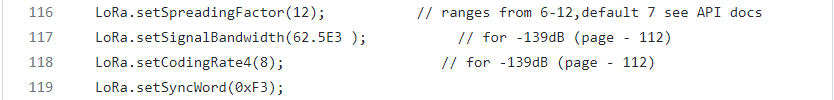 116 LoRa.setSpreadingFactor(12); // ranges from 6-12,default 7 see API docs
117 LoRa.setSignalBandwidth(62.5E3 ); // for -139dB (page - 112)
118 LoRa.setCodingRate4(8); // for -139dB (page - 112)
119 LoRa.setSyncWord(0xF3);